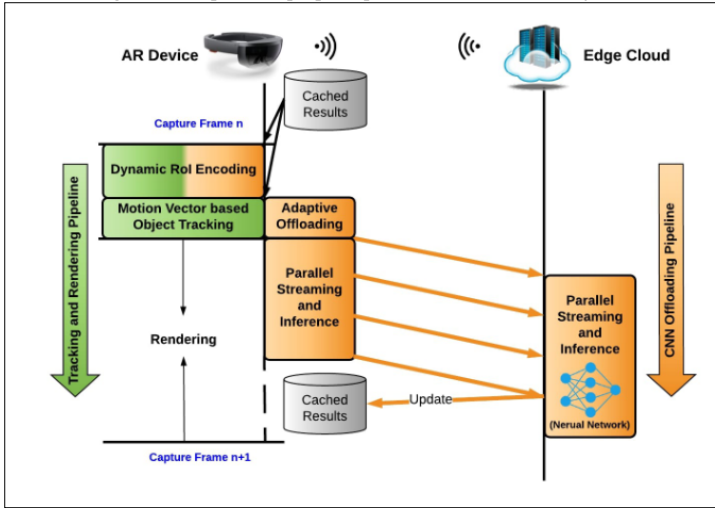 AR Device
Edge Cloud
Cached
Results
Capture Frame n
Dynamic RoI Encoding
Motion Vector based
Object Tracking
Adaptive
Offloading
Parallel
Streaming
and
Inference
Rendering
Cached
Results
Update
Capture Frame n+1
Tracking and Rendering Pipeline
Parallel
Streaming
and
Inference
(Nerual Network)
CNN Offloading Pipeline